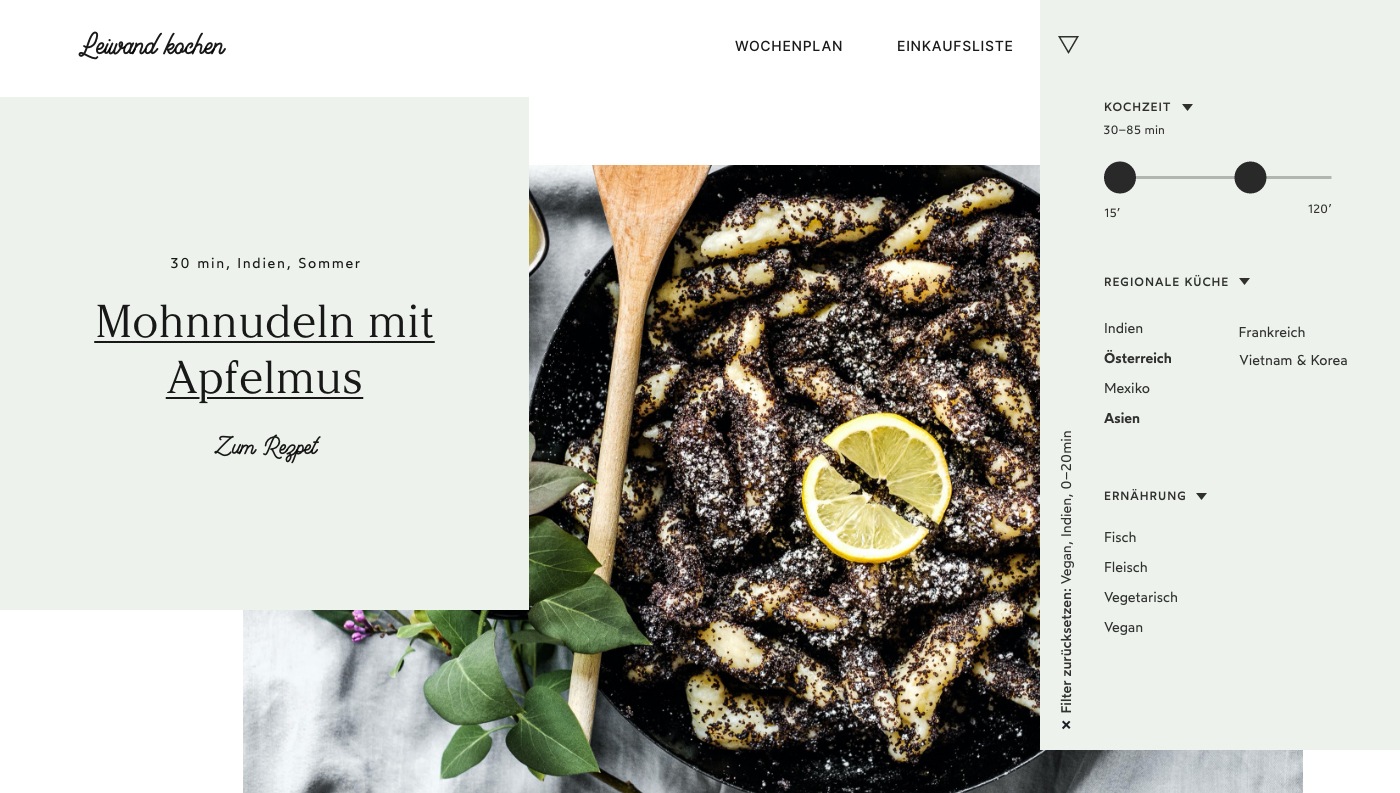 Leiwand kochen
WOCHENPLAN
EINKAUFSLISTE
30 min, Indien, Sommer
Mohnnudeln mit
Apfelmus
Zum Rezpet
KOCHZEIT
30–85 min
15’
120’
REGIONALE KÜCHE
Indien
Österreich
Mexiko
Asien
Frankreich
Vietnam & Korea
ERNÄHRUNG
Fisch
Fleisch
Vegetarisch
Vegan
× Filter zurücksetzen: Vegan, Indien, 0–20min